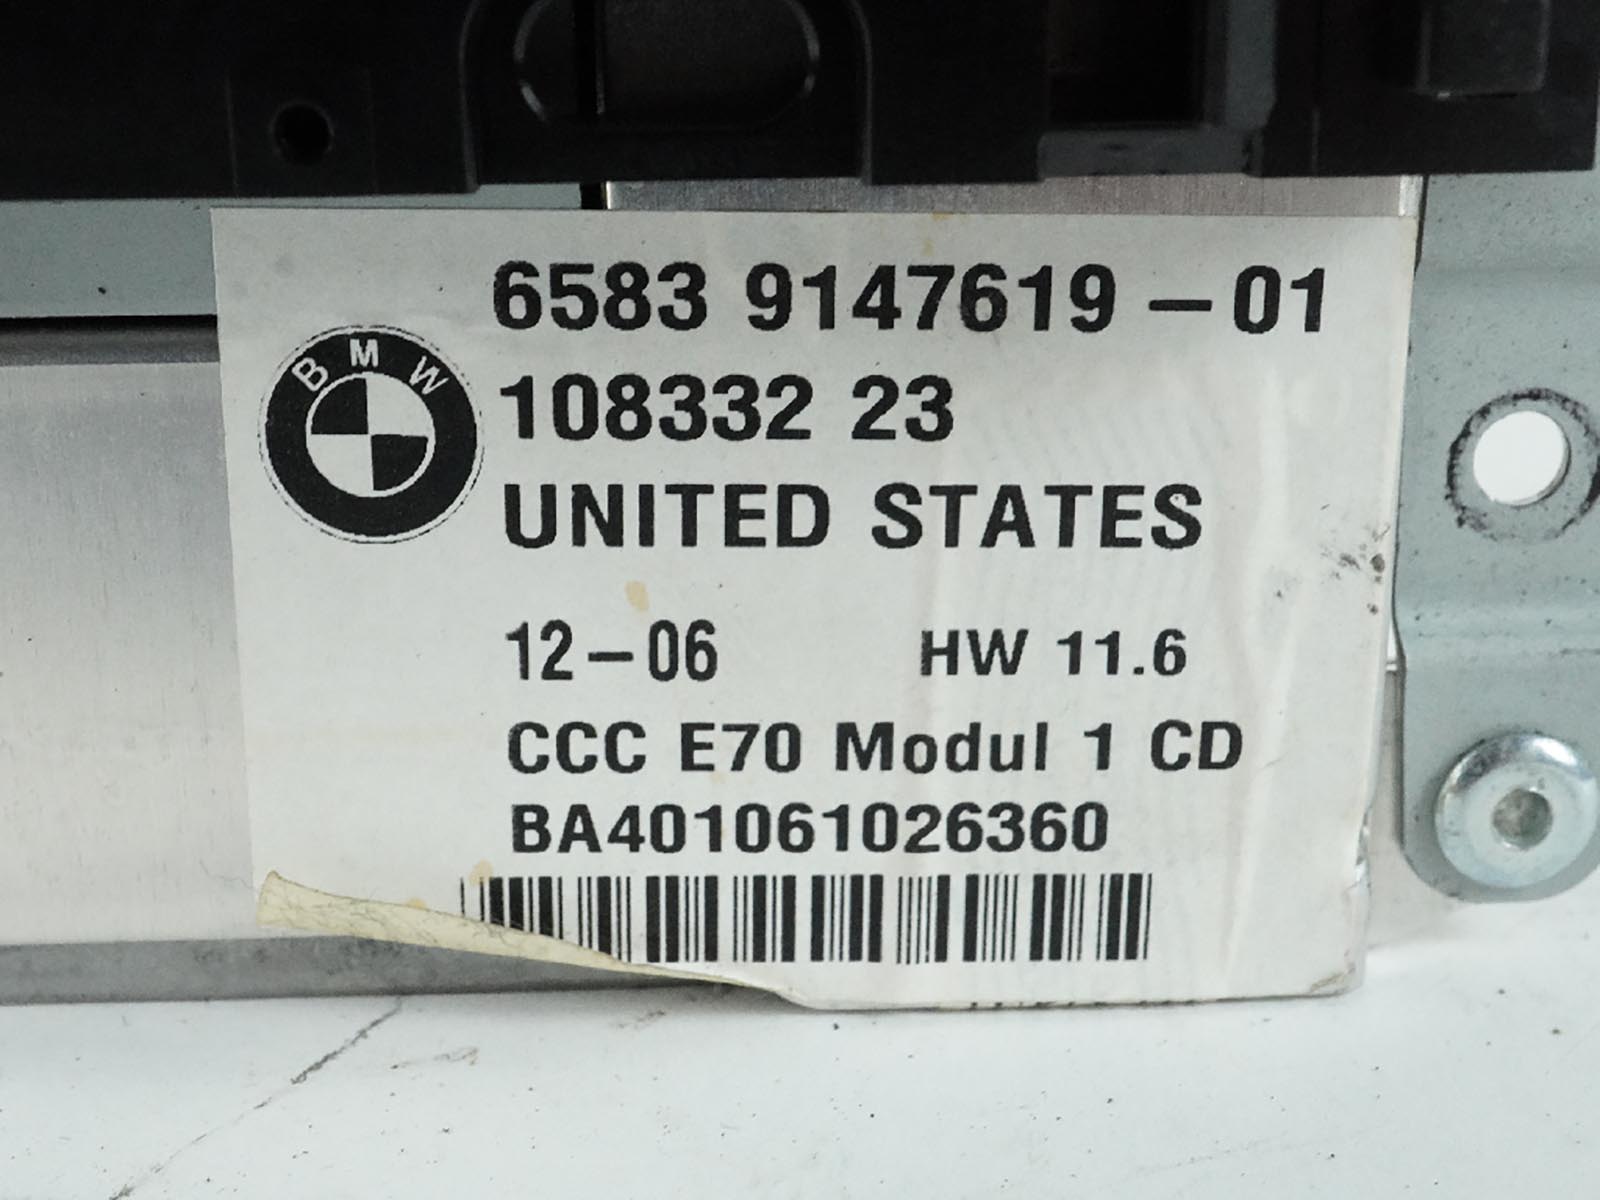 6583 9147619 - 01
BMW
108332 23
UNITED STATES
12-06 HW 11.6
CCC E70 Modul 1 CD
BA401061026360